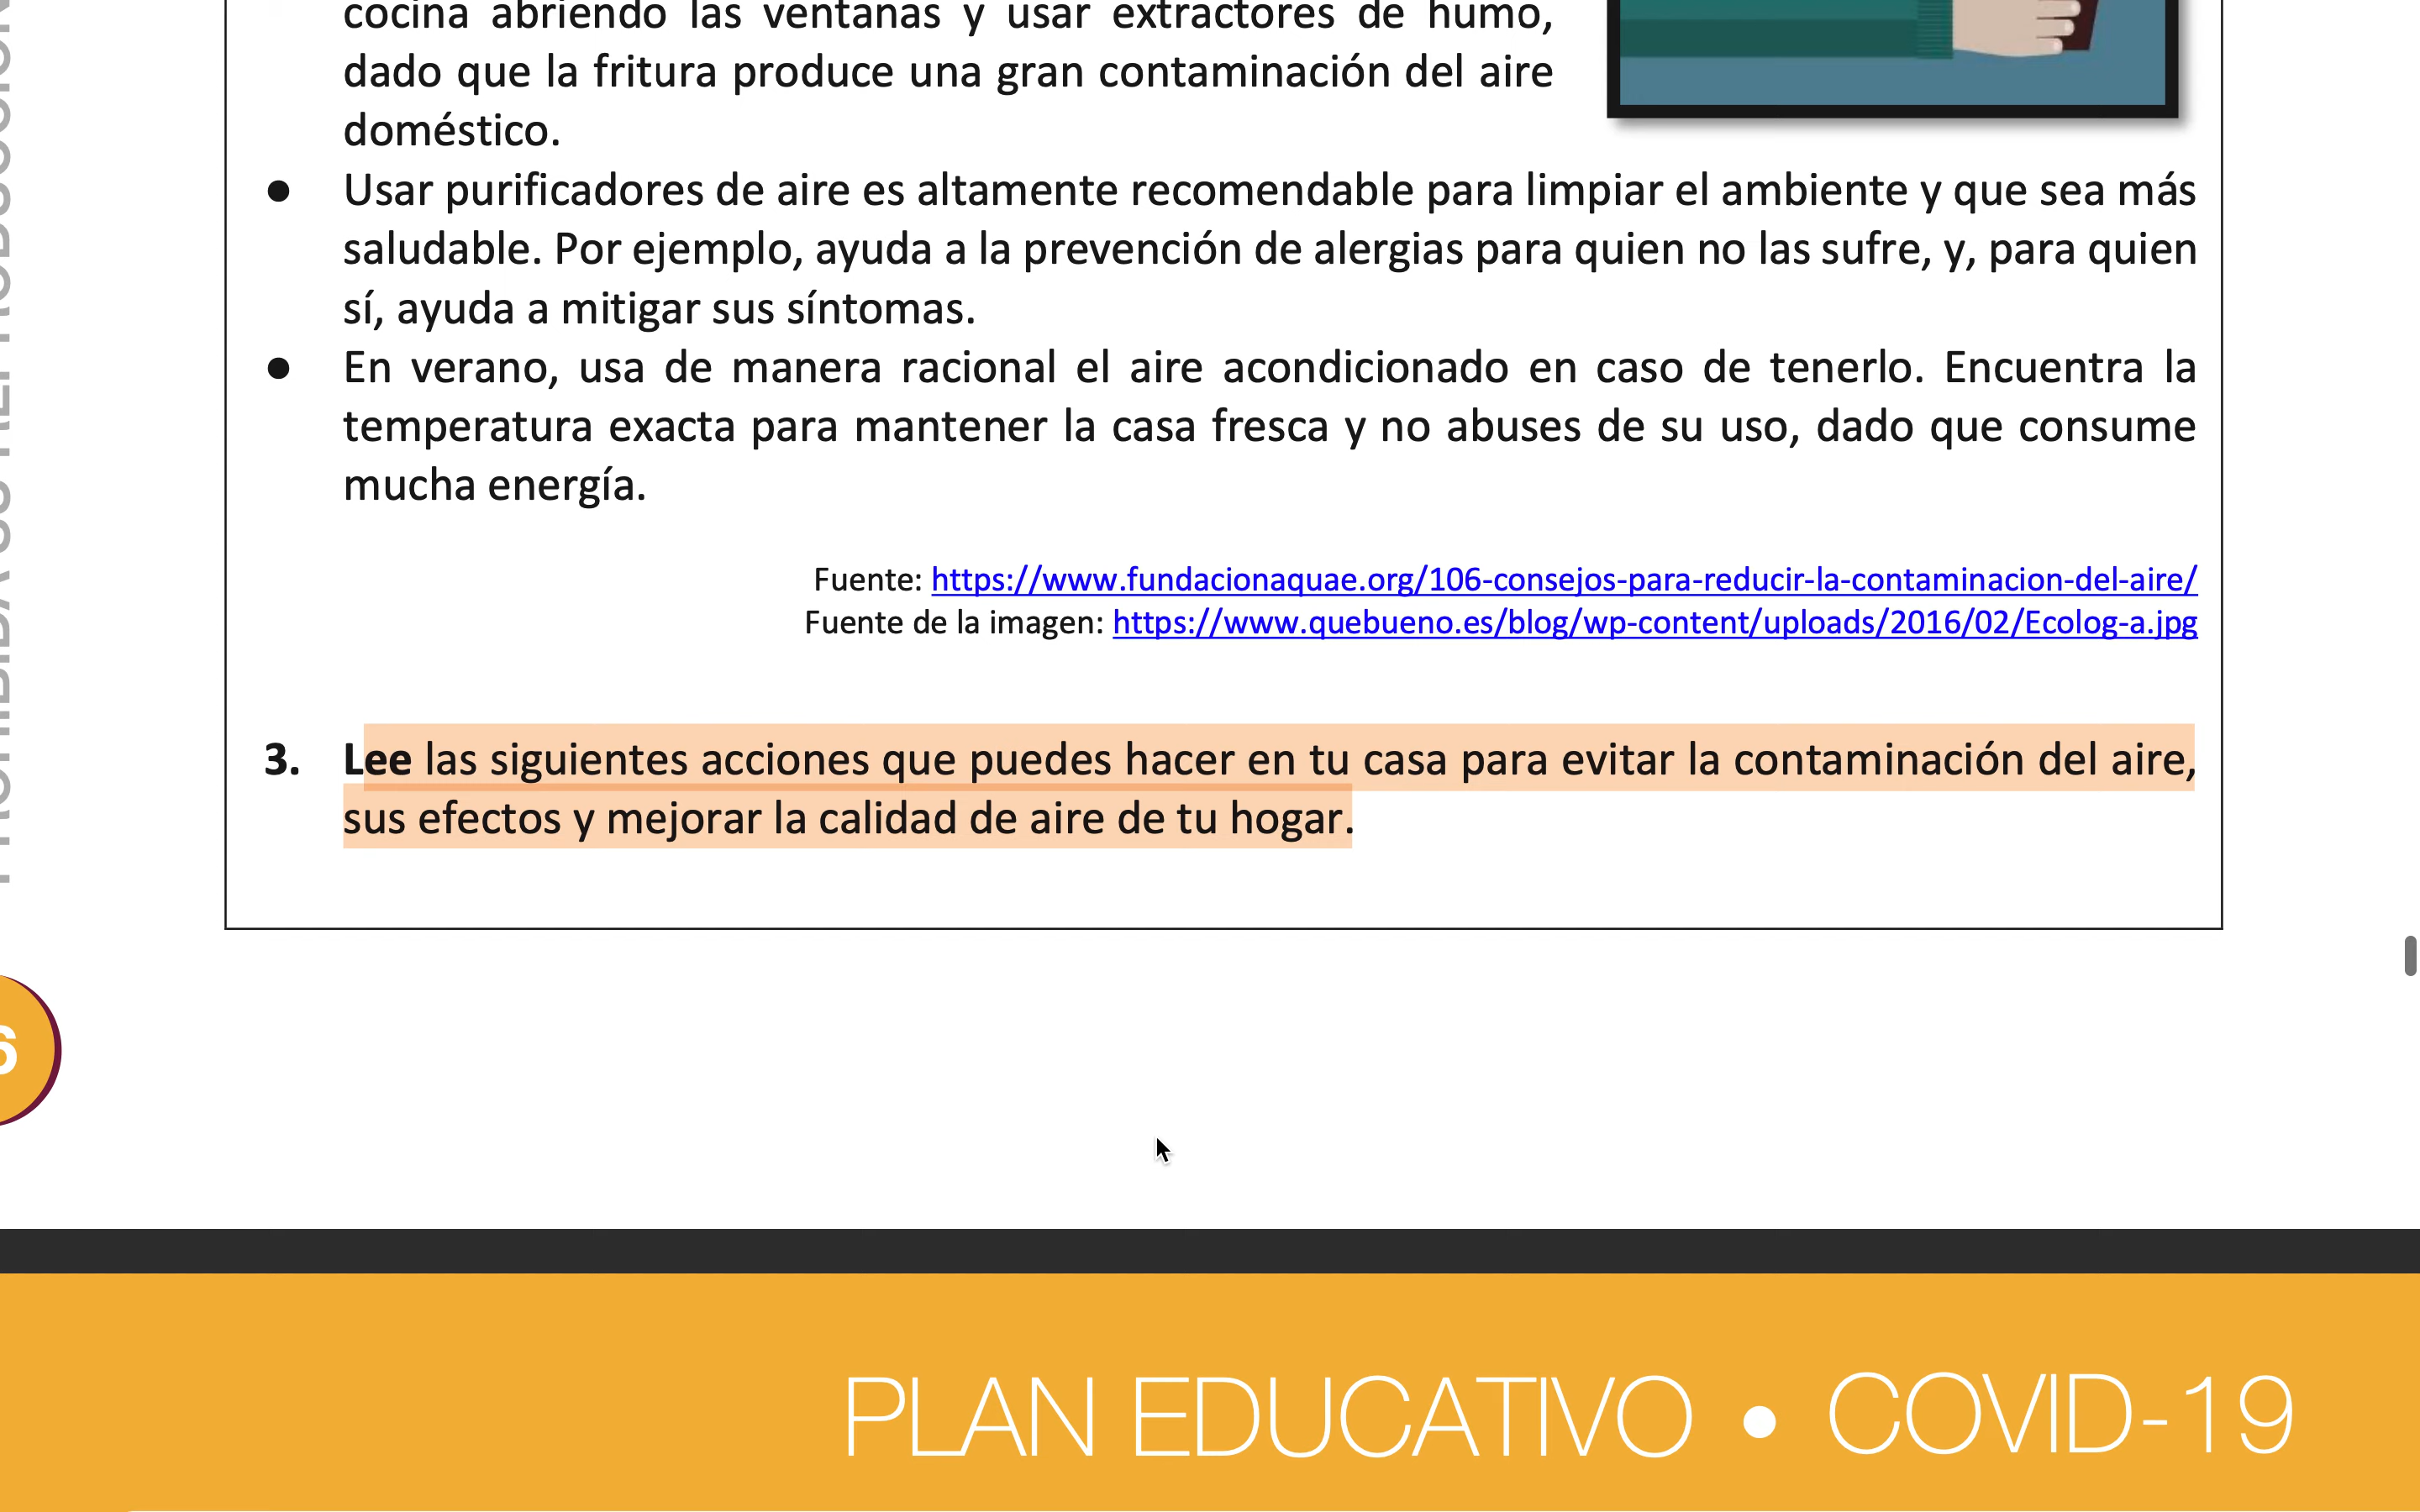 cocina abriendo las ventanas y usar extractores de humo,
dado que la fritura produce una gran contaminación del aire
doméstico.
● Usar purificadores de aire es altamente recomendable para limpiar el ambiente y que sea más
saludable. Por ejemplo, ayuda a la prevención de alergias para quien no las sufre, y, para quien
sí, ayuda a mitigar sus síntomas.
● En verano, usa de manera racional el aire acondicionado en caso de tenerlo. Encuentra la
temperatura exacta para mantener la casa fresca y no abuses de su uso, dado que consume
mucha energía.
Fuente: https://www.fundacionaquae.org/106-consejos-para-reducir-la-contaminacion-del-aire/
Fuente de la imagen: https://www.quebueno.es/blog/wp-content/uploads/2016/02/Ecolog-a.jpg
3. Lee las siguientes acciones que puedes hacer en tu casa para evitar la contaminación del aire,
sus efectos y mejorar la calidad de aire de tu hogar.
6
PLAN EDUCATIVO • COVID-19